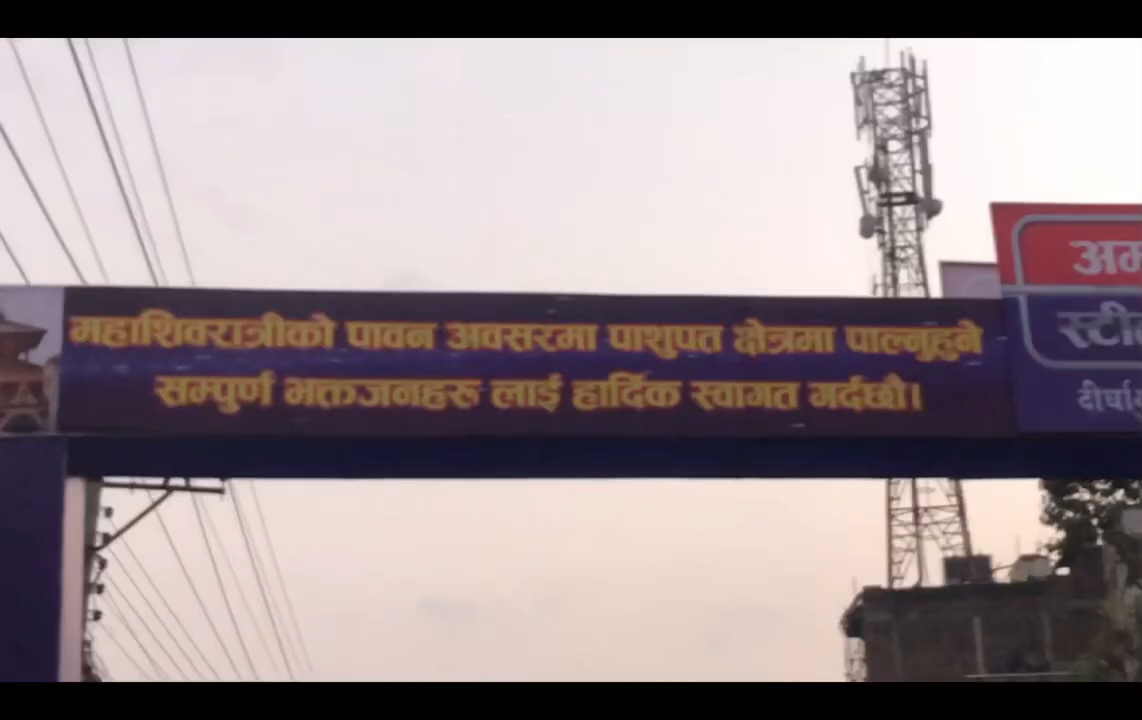 महाशिवरात्रीको पावन अवसरमा पाशुपत क्षेत्रमा पाल्नुहुने
सम्पुर्ण भक्तजनहरु लाई हार्दिक स्वागत गर्दछौ।